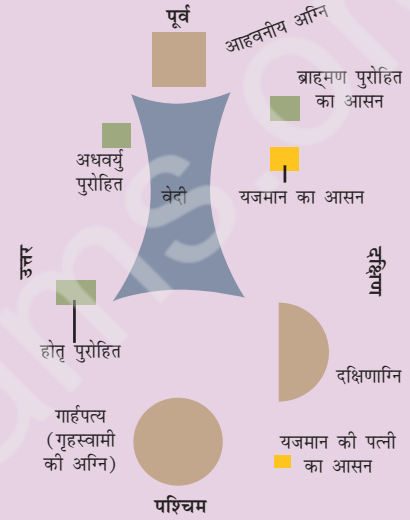 पूर्व
आहवनीय अग्नि
ब्राह्मण पुरोहित
का आसन
अधवर्यु
पुरोहित
वेदी
यजमान का आसन
उत्तर
दक्षिण
होतृ पुरोहित
दक्षिणाग्नि
गार्हपत्य
(गृहस्वामी
की अग्नि)
यजमान की पत्नी
का आसन
पश्चिम